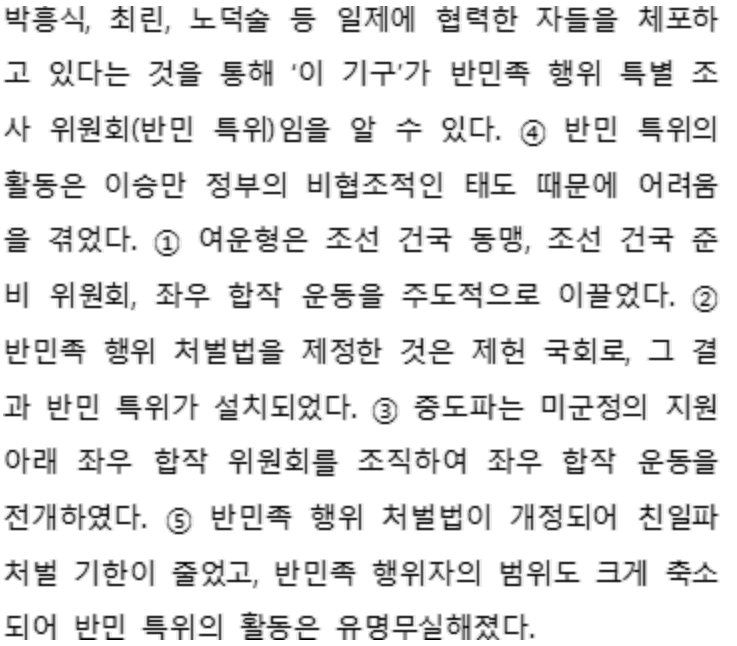 박흥식, 최린, 노덕술 등 일제에 협력한 자들을 체포하
고 있다는 것을 통해 ‘이 기구’가 반민족 행위 특별 조
사 위원회(반민 특위)임을 알 수 있다. ④ 반민 특위의
활동은 이승만 정부의 비협조적인 태도 때문에 어려움
을 겪었다. ① 여운형은 조선 건국 동맹, 조선 건국 준
비 위원회, 좌우 합작 운동을 주도적으로 이끌었다. ②
반민족 행위 처벌법을 제정한 것은 제헌 국회로, 그 결
과 반민 특위가 설치되었다. ③ 중도파는 미군정의 지원
아래 좌우 합작 위원회를 조직하여 좌우 합작 운동을
전개하였다. ⑤ 반민족 행위 처벌법이 개정되어 친일파
처벌 기한이 줄었고, 반민족 행위자의 범위도 크게 축소
되어 반민 특위의 활동은 유명무실해졌다.